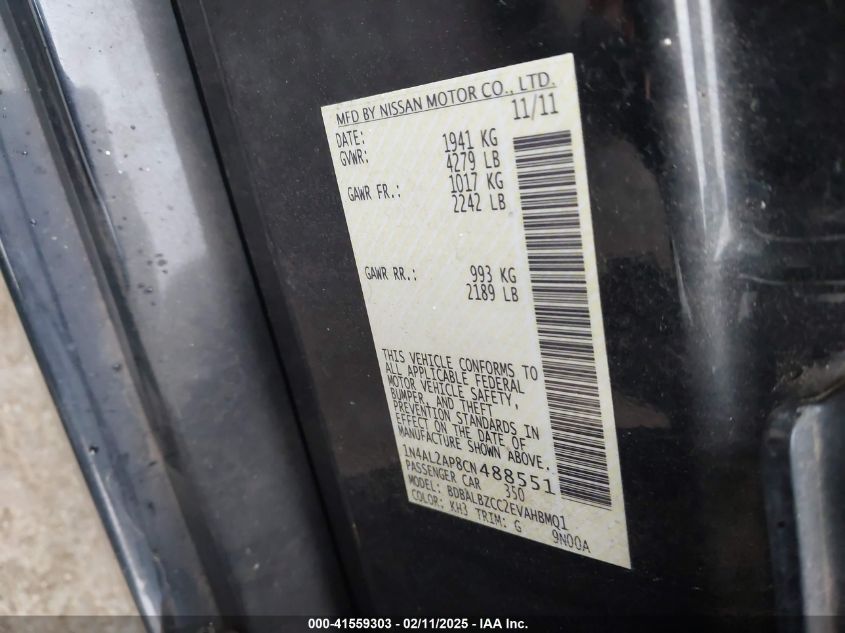 MFD BY NISSAN MOTOR CO., LTD.
DATE: 11/11
GVWR: 1941 KG
4279 LB
GAWR FR.: 1017 KG
2242 LB
GAWR RR.: 993 KG
2189 LB
THIS VEHICLE CONFORMS TO
ALL APPLICABLE FEDERAL
MOTOR VEHICLE SAFETY,
BUMPER, AND THEFT
PREVENTION STANDARDS IN
EFFECT ON THE DATE OF
MANUFACTURE SHOWN ABOVE.
1N4AL2AP8CN488551
PASSENGER CAR 350
MODEL: BDBALBZCC2EVAHBMQ1
COLOR: KH3 TRIM: G 9N00A
000-41559303 — 02/11/2025 - IAA Inc.